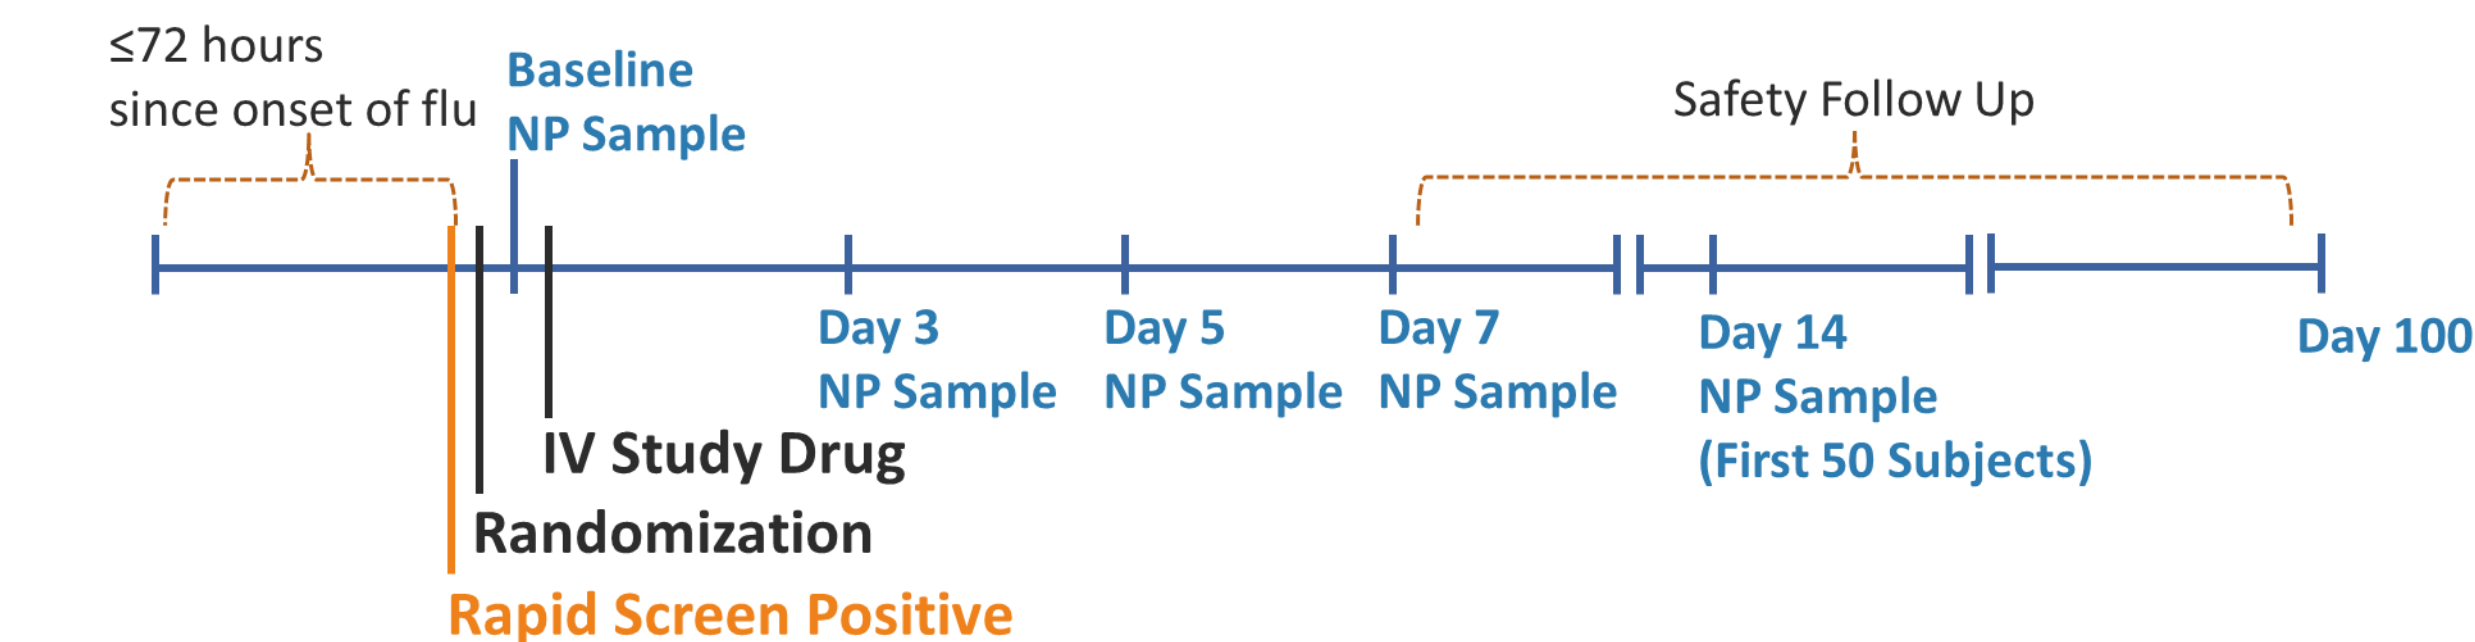 ≤72 hours
since onset of flu
Baseline
NP Sample
Safety Follow Up
Day 3
NP Sample
Day 5
NP Sample
Day 7
NP Sample
Day 14
NP Sample
(First 50 Subjects)
Day 100
IV Study Drug
Randomization
Rapid Screen Positive